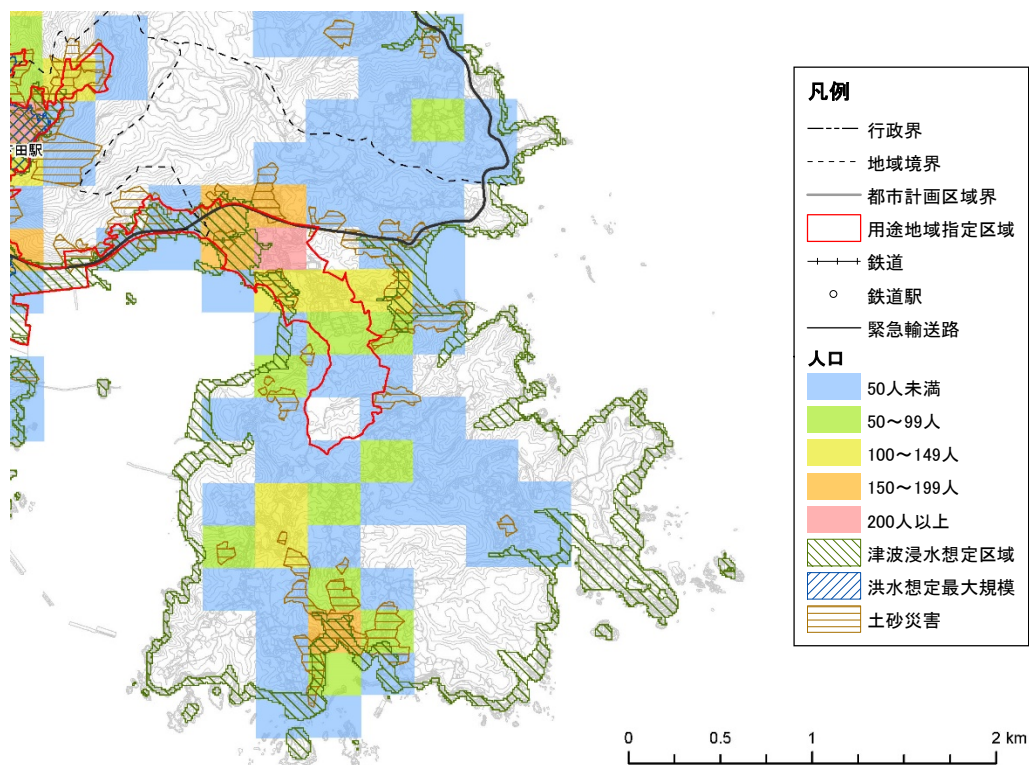 田駅
凡例
行政界
地域境界
都市計画区域界
用途地域指定区域
鉄道
鉄道駅
緊急輸送路
人口
50人未満
50～99人
100～149人
150～199人
200人以上
津波浸水想定区域
洪水想定最大規模
土砂災害
0 0.5 1 2 km